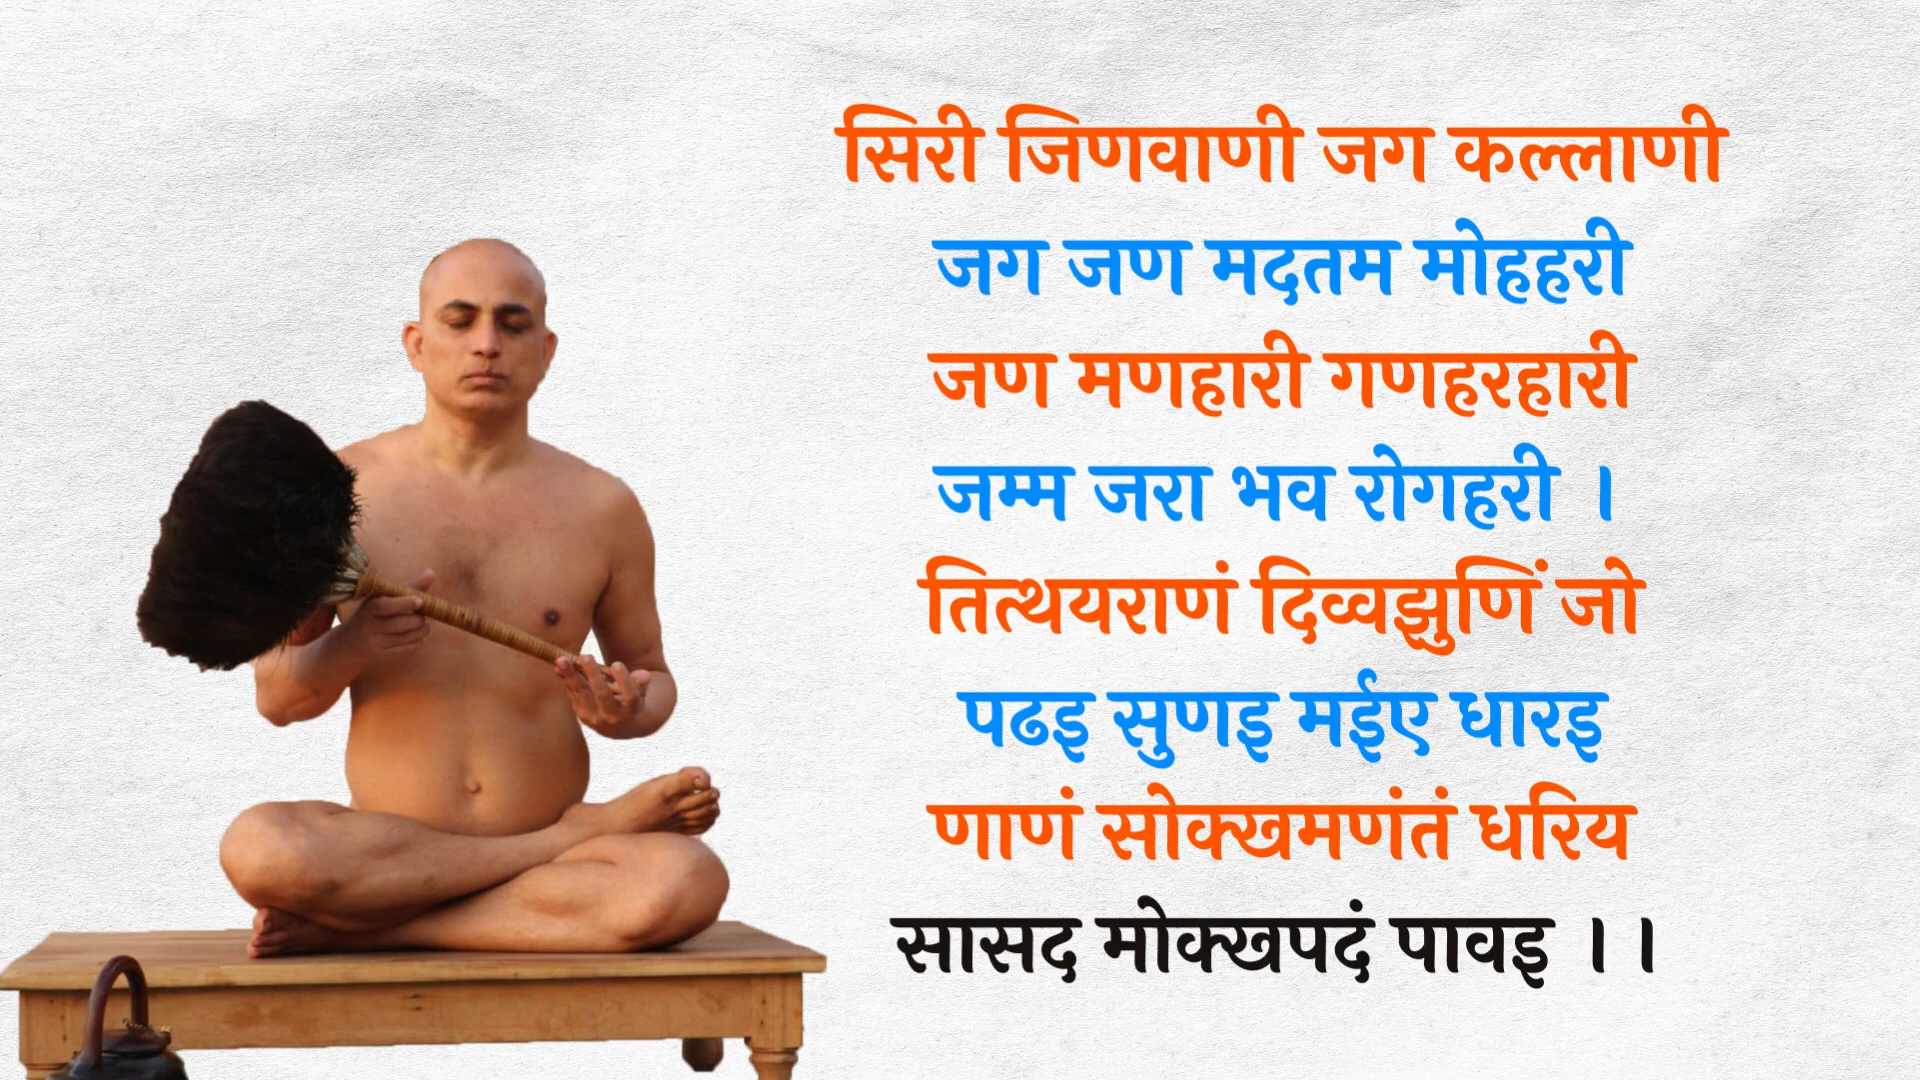 सिरी जिणवाणी जग कल्लाणी
जग जण मदतम मोहहरी
जण मणहारी गणहरहारी
जम्म जरा भव रोगहरी ।
तित्थयराणं दिव्वझुणिं जो
पढइ सुणइ मईए धारइ
णाणं सोक्खमणंतं धरिय
सासद मोक्खपदं पावइ ।।